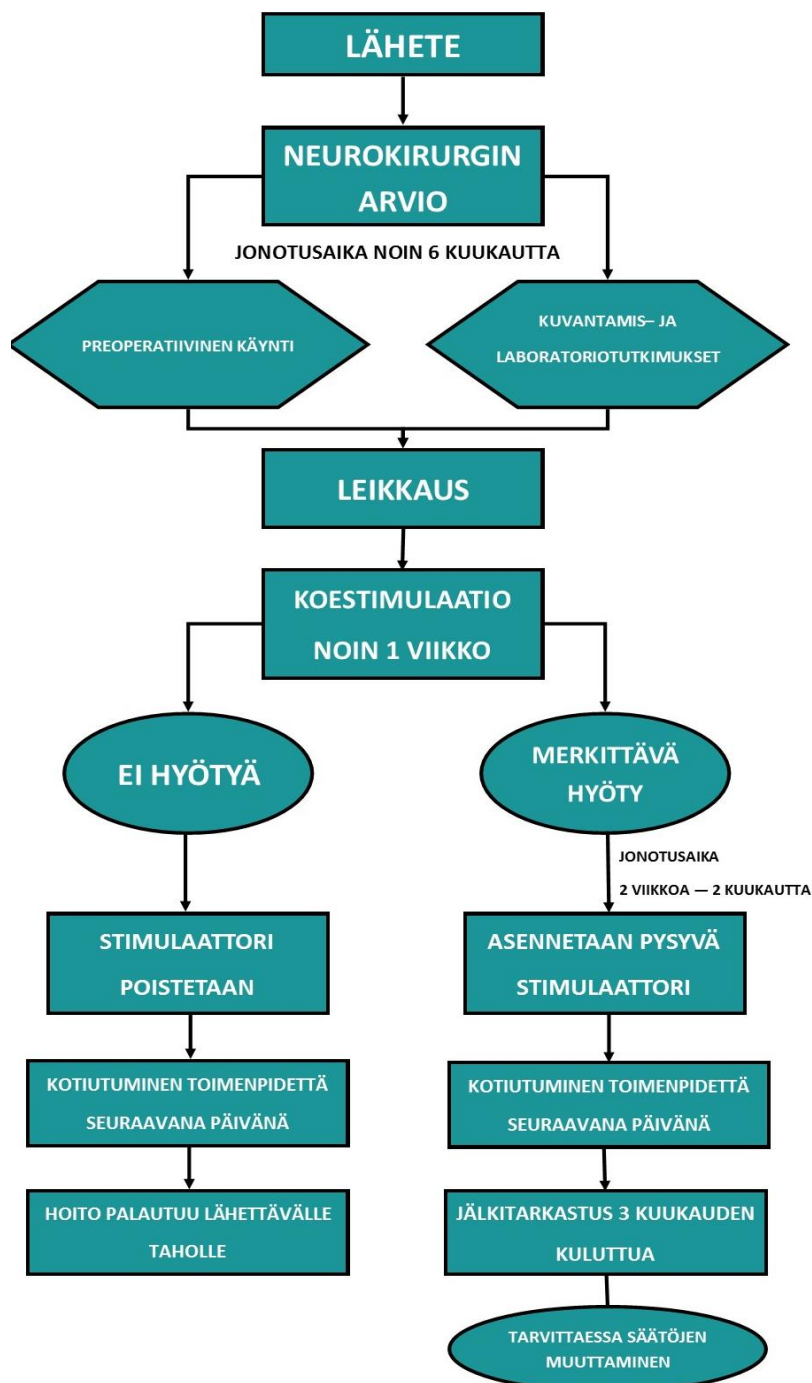 LÄHETE
NEUROKIRURGIN
ARVIO
JONOTUSAIKA NOIN 6 KUUKAUTTA
PREOPERATIIVINEN KÄYNTI
KUVANTAMIS– JA
LABORATORIOTUTKIMUKSET
LEIKKAUS
KOESTIMULAATIO
NOIN 1 VIIKKO
EI HYÖTYÄ
MERKITTÄVÄ
HYÖTY
JONOTUSAIKA
2 VIIKKOA — 2 KUUKAUTTA
STIMULAATTORI
POISTETAAN
ASENNETAAN PYSYVÄ
STIMULAATTORI
KOTIUTUMINEN TOIMENPIDETTÄ
SEURAAVANA PÄIVÄNÄ
KOTIUTUMINEN TOIMENPIDETTÄ
SEURAAVANA PÄIVÄNÄ
HOITO PALAUTUU LÄHETTÄVÄLLE
TAHOLLE
JÄLKITARKASTUS 3 KUUKAUDEN
KULUTTUA
TARVITTAESSA SÄÄTÖJEN
MUUTTAMINEN